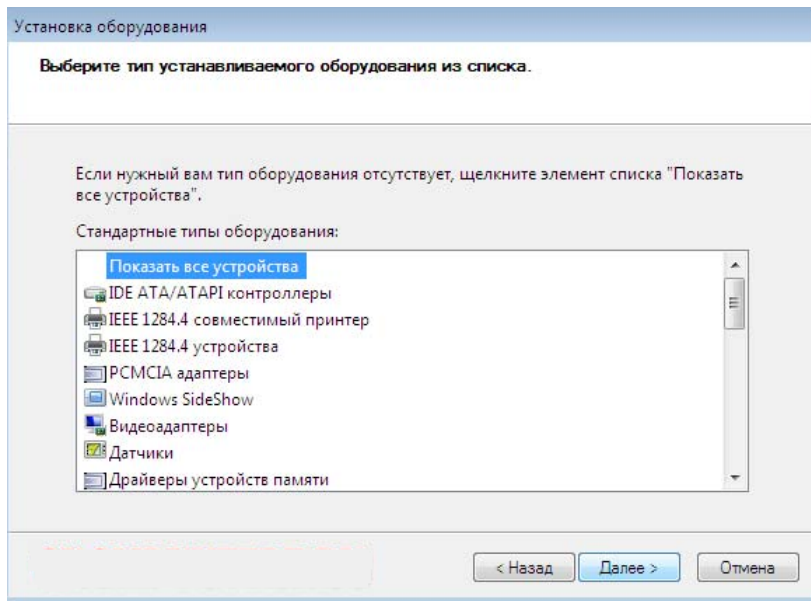 Установка оборудования
Выберите тип устанавливаемого оборудования из списка.
Если нужный вам тип оборудования отсутствует, щелкните элемент списка "Показать
все устройства".
Стандартные типы оборудования:
Показать все устройства
IDE ATA/ATAPI контроллеры
IEEE 1284.4 совместимый принтер
IEEE 1284.4 устройства
PCMCIA адаптеры
Windows SideShow
Видеоадаптеры
Датчики
Драйверы устройств памяти
< Назад Далее > Отмена